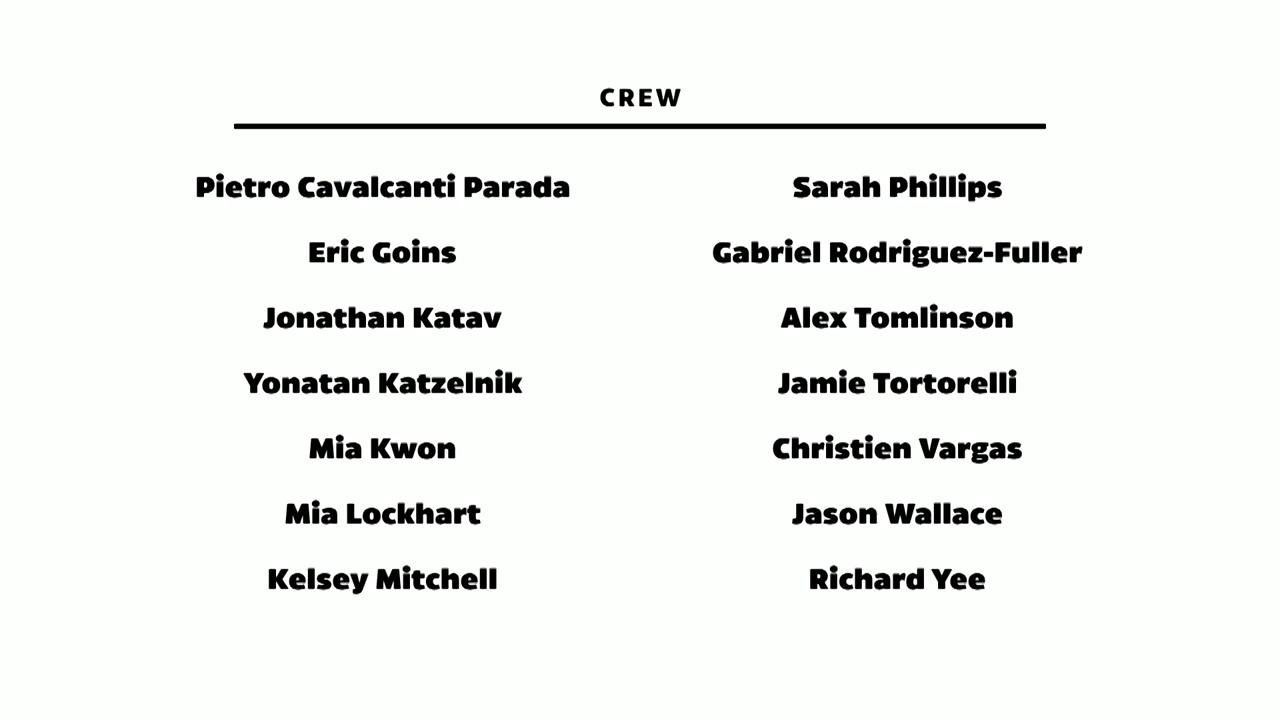 CREW
Pietro Cavalcanti Parada
Eric Goins
Jonathan Katav
Yonatan Katzelnik
Mia Kwon
Mia Lockhart
Kelsey Mitchell
Sarah Phillips
Gabriel Rodriguez-Fuller
Alex Tomlinson
Jamie Tortorelli
Christien Vargas
Jason Wallace
Richard Yee